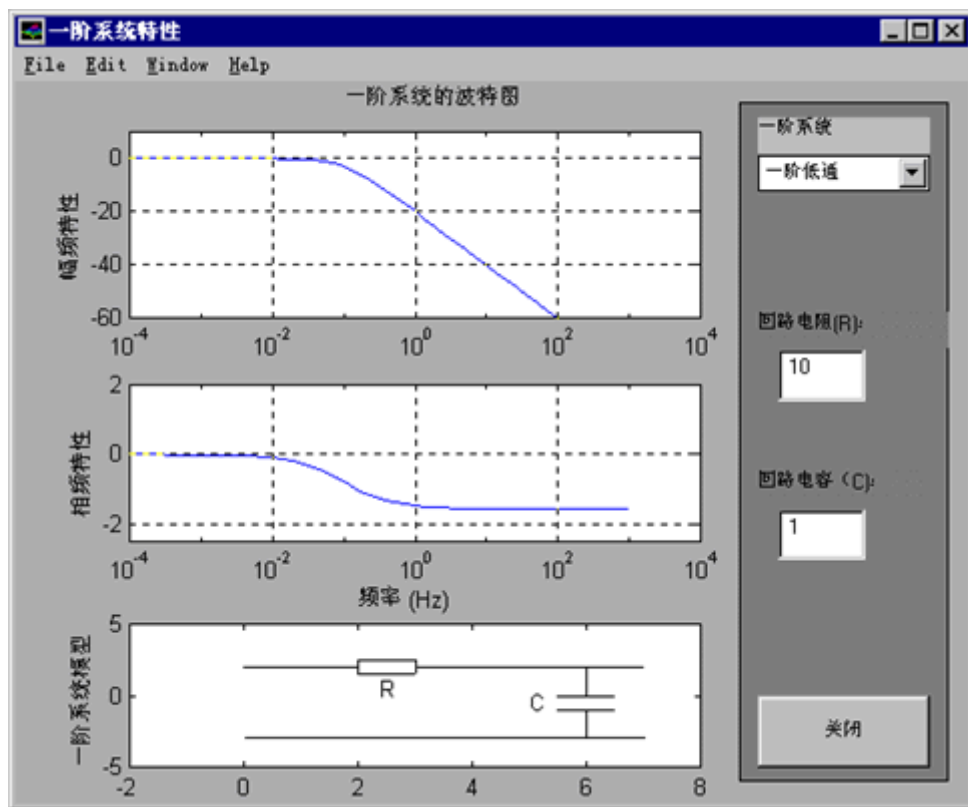 一阶系统特性
File Edit Window Help
一阶系统的波特图
幅频特性
0
-20
-40
-60
10^-4 10^-2 10^0 10^2 10^4
相频特性
2
0
-2
10^-4 10^-2 10^0 10^2 10^4
频率 (Hz)
一阶系统模型
5
0
-5
R
C
-2 0 2 4 6 8
一阶系统
一阶低通
回路电阻(R):
10
回路电容（C):
1
关闭